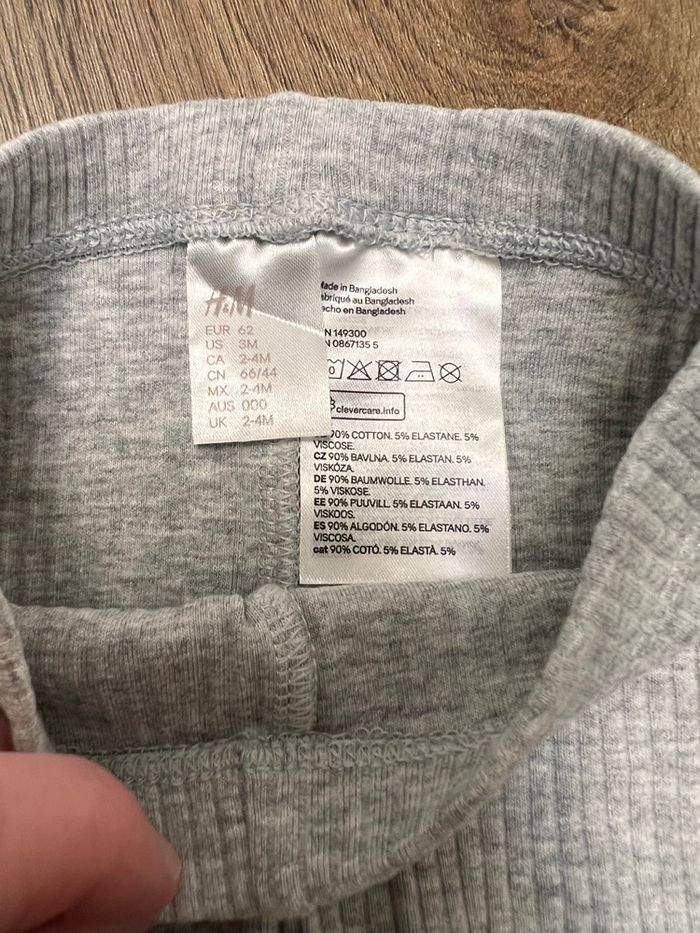 H&M
EUR 62
US 3M
CA 2-4M
CN 66/44
MX 2-4M
AUS 000
UK 2-4M
ade in Bangladesh
briqué au Bangladesh
cho en Bangladesh
N 149300
0867135 5
clevercare.info
90% COTTON. 5% ELASTANE. 5%
VISCOSE.
CZ 90% BAVLNA. 5% ELASTAN. 5%
VISKÓZA.
DE 90% BAUMWOLLE. 5% ELASTHAN.
5% VISKOSE.
EE 90% PUUVILL. 5% ELASTAAN. 5%
VISKOOS.
ES 90% ALGODÓN. 5% ELASTANO. 5%
VISCOSA.
cat 90% COTÓ. 5% ELASTÀ. 5%